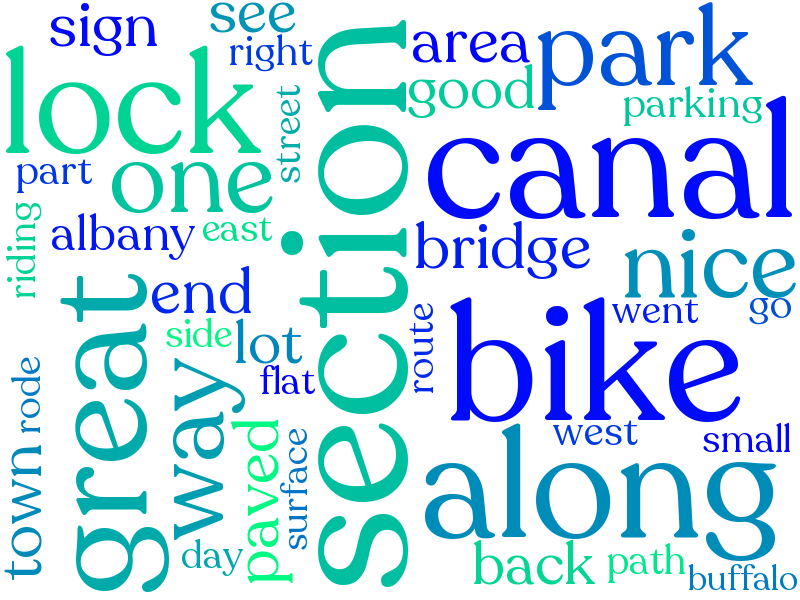 sign
see
right
lock
street
section
area
good
park
parking
part
one
canal
riding
albany
east
bridge
nice
great
end
side
lot
flat
route
went
go
bike
town
rode
way
paved
surface
west
small
along
day
back
path
buffalo